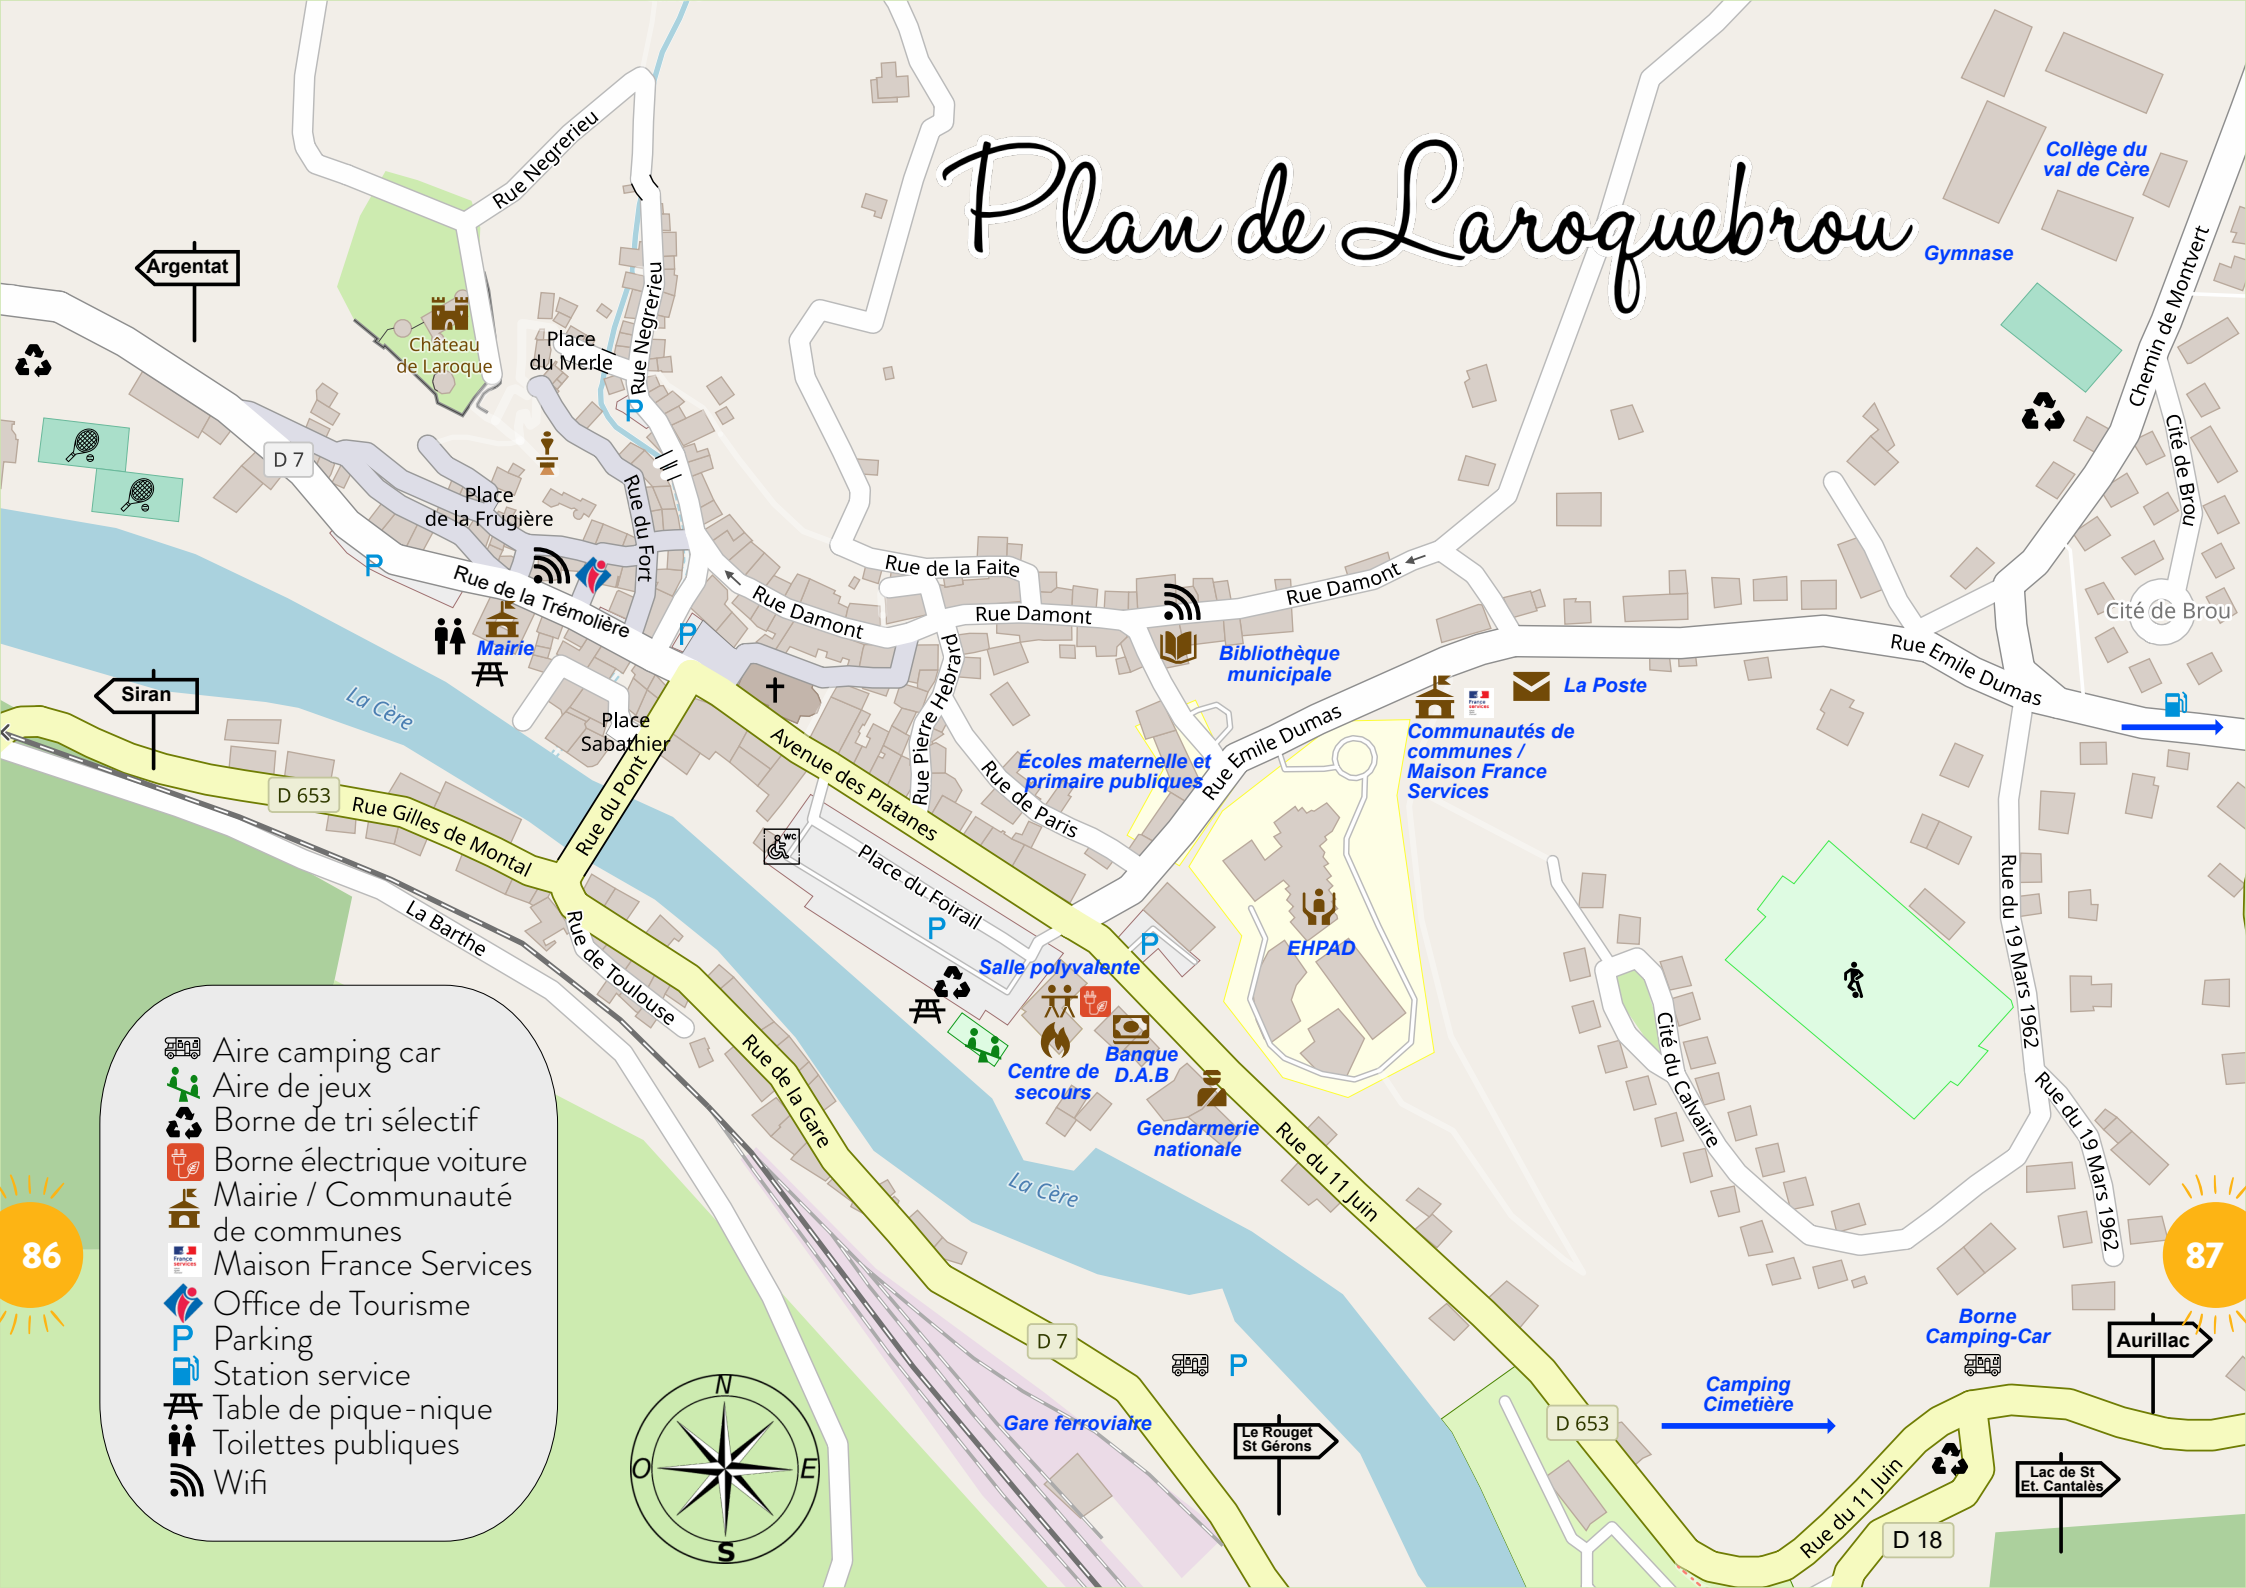 Plan de Laroquebrou
Rue Negrerieu
Collège du
val de Cère
Gymnase
Chemin de Montvert
Argentat
Château
de Laroque
Place
du Merle
Rue Negrerieu
P
D 7
Cité de Brou
Place
de la Frugière
Rue du Fort
P
Rue de la Trémolière
Mairie
P
Rue de la Faite
Rue Damont
Rue Damont
Rue Damont
Cité de Brou
Rue Emile Dumas
Bibliothèque
municipale
La Poste
France
services
Communautés de
communes /
Maison France
Services
Siran
La Cère
Place
Sabathier
Rue Pierre Hebrard
Écoles maternelle et
primaire publiques
Rue Emile Dumas
Avenue des Platanes
Rue de Paris
D 653
Rue Gilles de Montal
Rue du Pont
WC
Place du Foirail
P
P
La Barthe
Rue de Toulouse
Salle polyvalente
EHPAD
Rue du 19 Mars 1962
Banque
D.A.B
Centre de
secours
Gendarmerie
nationale
Rue de la Gare
Cité du Calvaire
Rue du 19 Mars 1962
Rue du 11 Juin
La Cère
Aire camping car
Aire de jeux
Borne de tri sélectif
Borne électrique voiture
Mairie / Communauté
de communes
France
services
Maison France Services
Office de Tourisme
P Parking
Station service
Table de pique-nique
Toilettes publiques
Wifi
86
87
N
O
E
S
D 7
P
Gare ferroviaire
Le Rouget
St Gérons
Borne
Camping-Car
Aurillac
Camping
Cimetière
D 653
Rue du 11 Juin
Lac de St
Et. Cantalès
D 18